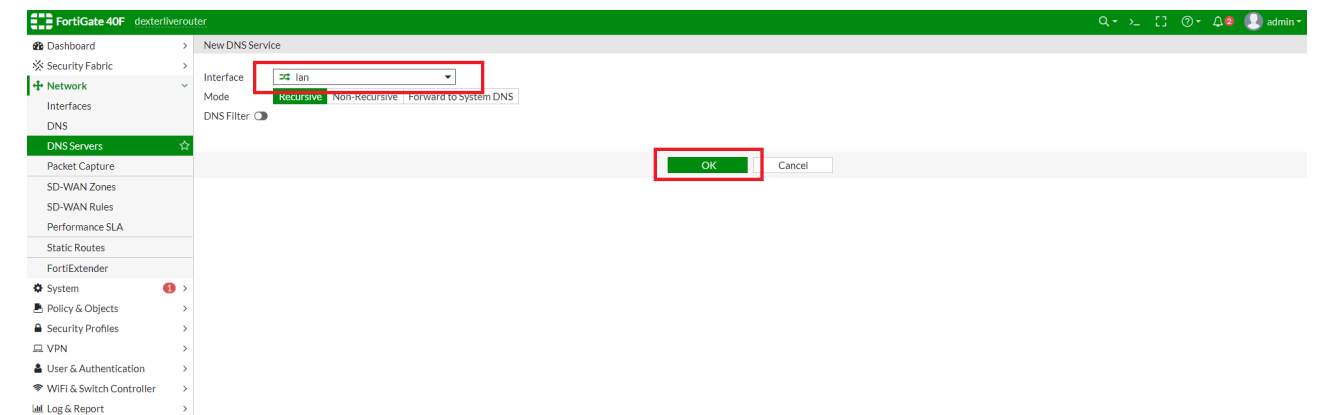 FortiGate 40F dexterliverouter
>_ 2 admin
Dashboard
Security Fabric
Network
Interfaces
DNS
DNS Servers
Packet Capture
SD-WAN Zones
SD-WAN Rules
Performance SLA
Static Routes
FortiExtender
System 1
Policy & Objects
Security Profiles
VPN
User & Authentication
WiFi & Switch Controller
Log & Report
New DNS Service
Interface lan
Mode Recursive Non-Recursive Forward to System DNS
DNS Filter
OK Cancel